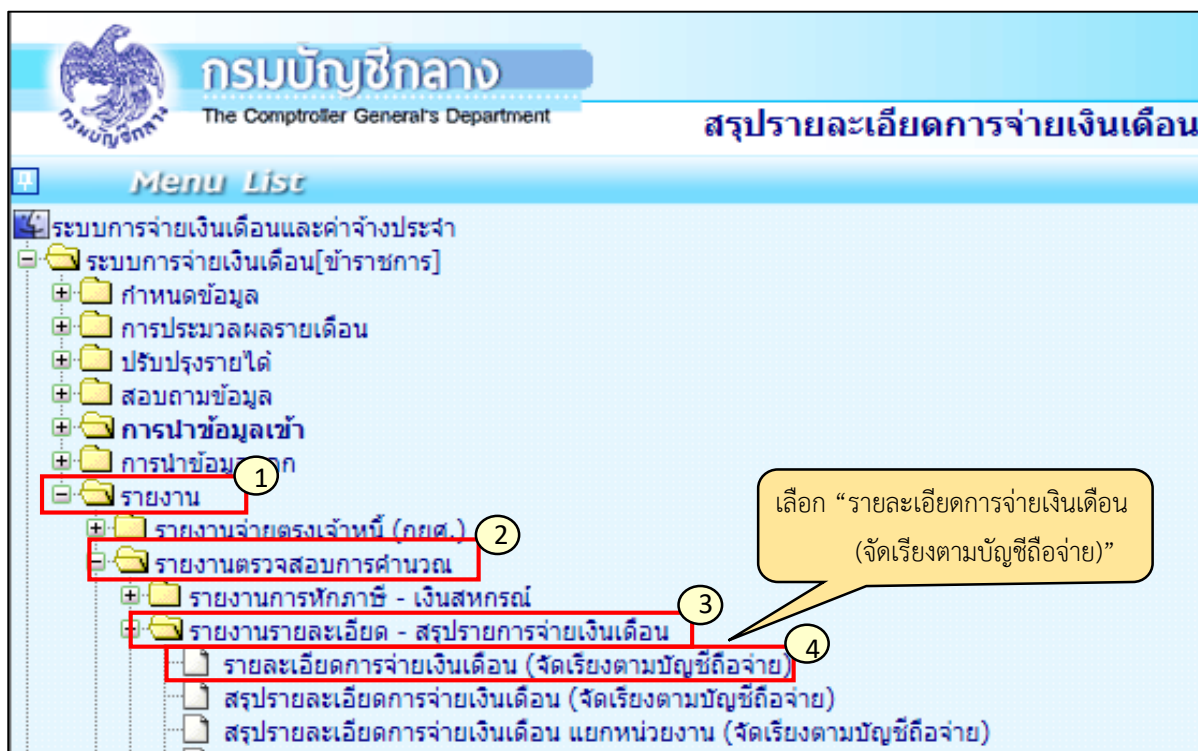 กรมบัญชีกลาง
The Comptroller General's Department
กรมบัญชีกลาง
สรุปรายละเอียดการจ่ายเงินเดือน
Menu List
ระบบการจ่ายเงินเดือนและค่าจ้างประจำ
ระบบการจ่ายเงินเดือน[ข้าราชการ]
กำหนดข้อมูล
การประมวลผลรายเดือน
ปรับปรุงรายได้
สอบถามข้อมูล
การนำข้อมูลเข้า
การนำข้อมูล
1
รายงาน
เลือก “รายละเอียดการจ่ายเงินเดือน
(จัดเรียงตามบัญชีถือจ่าย)”
รายงานจ่ายตรงเจ้าหนี้ (กยศ.)
2
รายงานตรวจสอบการคำนวณ
รายงานการหักภาษี - เงินสหกรณ์
3
รายงานรายละเอียด - สรุปรายการจ่ายเงินเดือน
4
รายละเอียดการจ่ายเงินเดือน (จัดเรียงตามบัญชีถือจ่าย)
สรุปรายละเอียดการจ่ายเงินเดือน (จัดเรียงตามบัญชีถือจ่าย)
สรุปรายละเอียดการจ่ายเงินเดือน แยกหน่วยงาน (จัดเรียงตามบัญชีถือจ่าย)